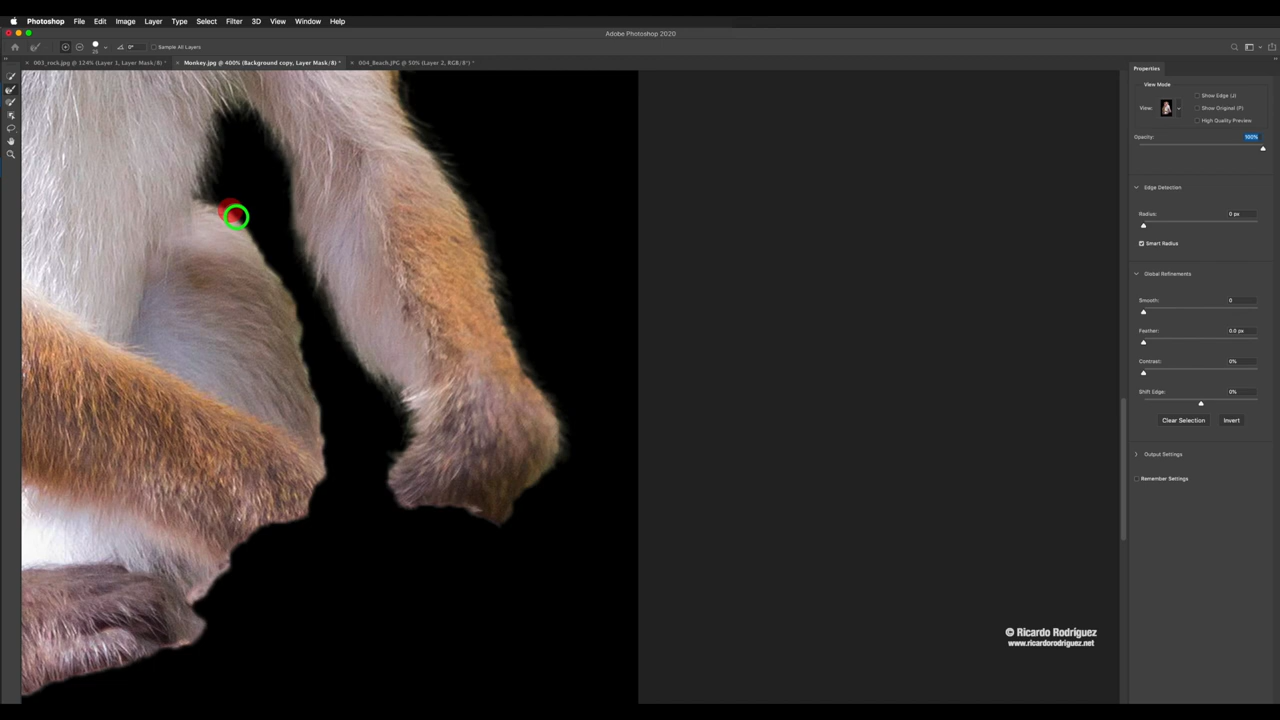 Photoshop File Edit Image Layer Type Select Filter 3D View Window Help
Adobe Photoshop 2020
0° Sample All Layers
003_rock.jpg @ 124% (Layer 1, Layer Mask/8) *
Monkey.jpg @ 400% (Background copy, Layer Mask/8) *
004_Beach.JPG @ 50% (Layer 2, RGB/8*) *
Properties
View Mode
Show Edge (J)
View:
Show Original (P)
High Quality Preview
Opacity: 100%
Edge Detection
Radius: 0 px
Smart Radius
Global Refinements
Smooth: 0
Feather: 0.0 px
Contrast: 0%
Shift Edge: 0%
Clear Selection Invert
Output Settings
Remember Settings
© Ricardo Rodríguez
www.ricardorodriguez.net